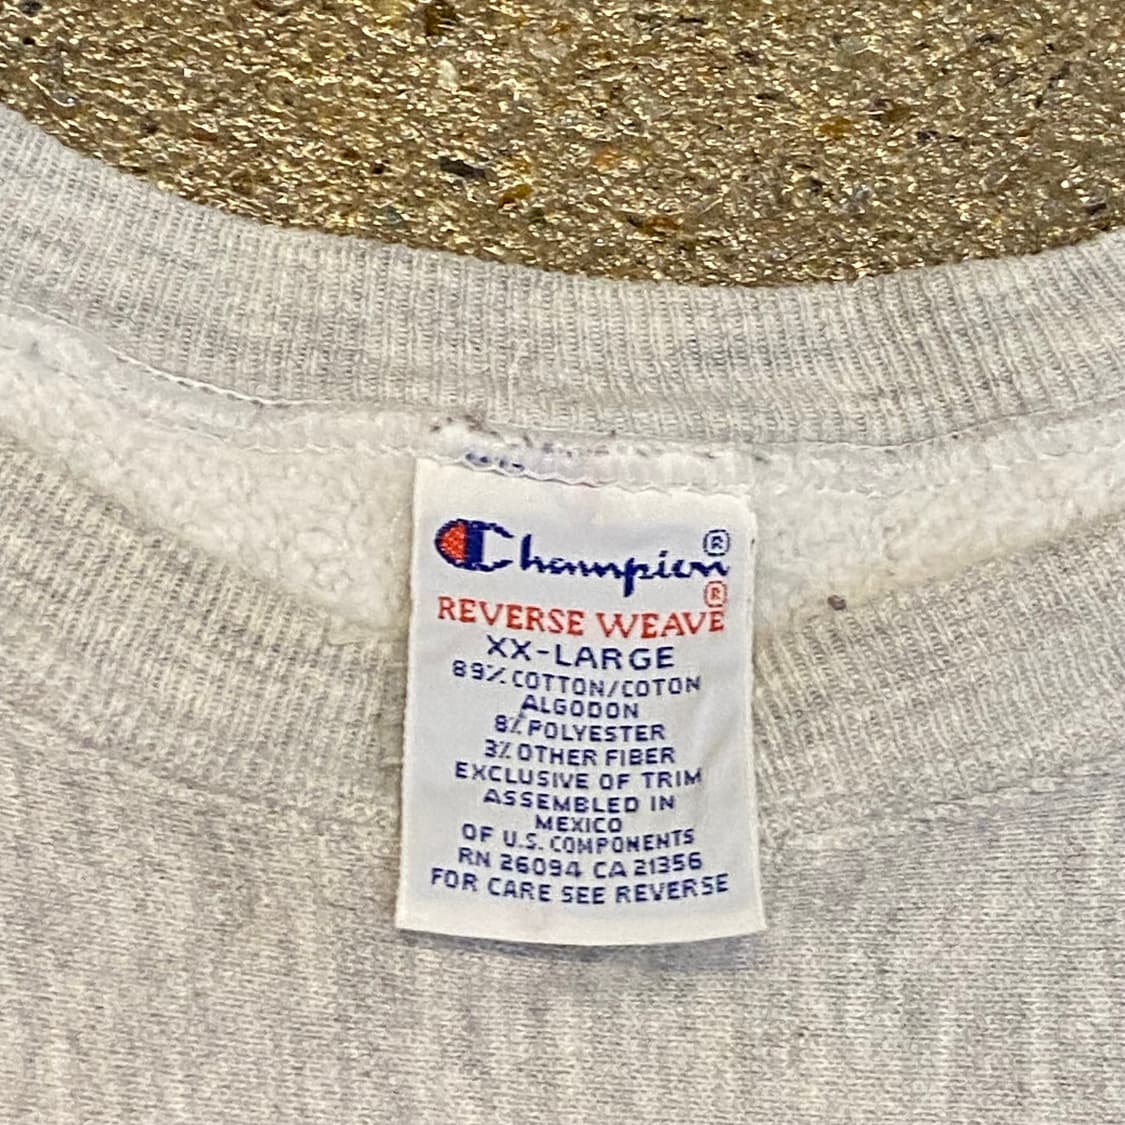 Champion®
REVERSE WEAVE®
XX-LARGE
89% COTTON/COTON
ALGODON
8% POLYESTER
3% OTHER FIBER
EXCLUSIVE OF TRIM
ASSEMBLED IN
MEXICO
OF U.S. COMPONENTS
RN 26094 CA 21356
FOR CARE SEE REVERSE